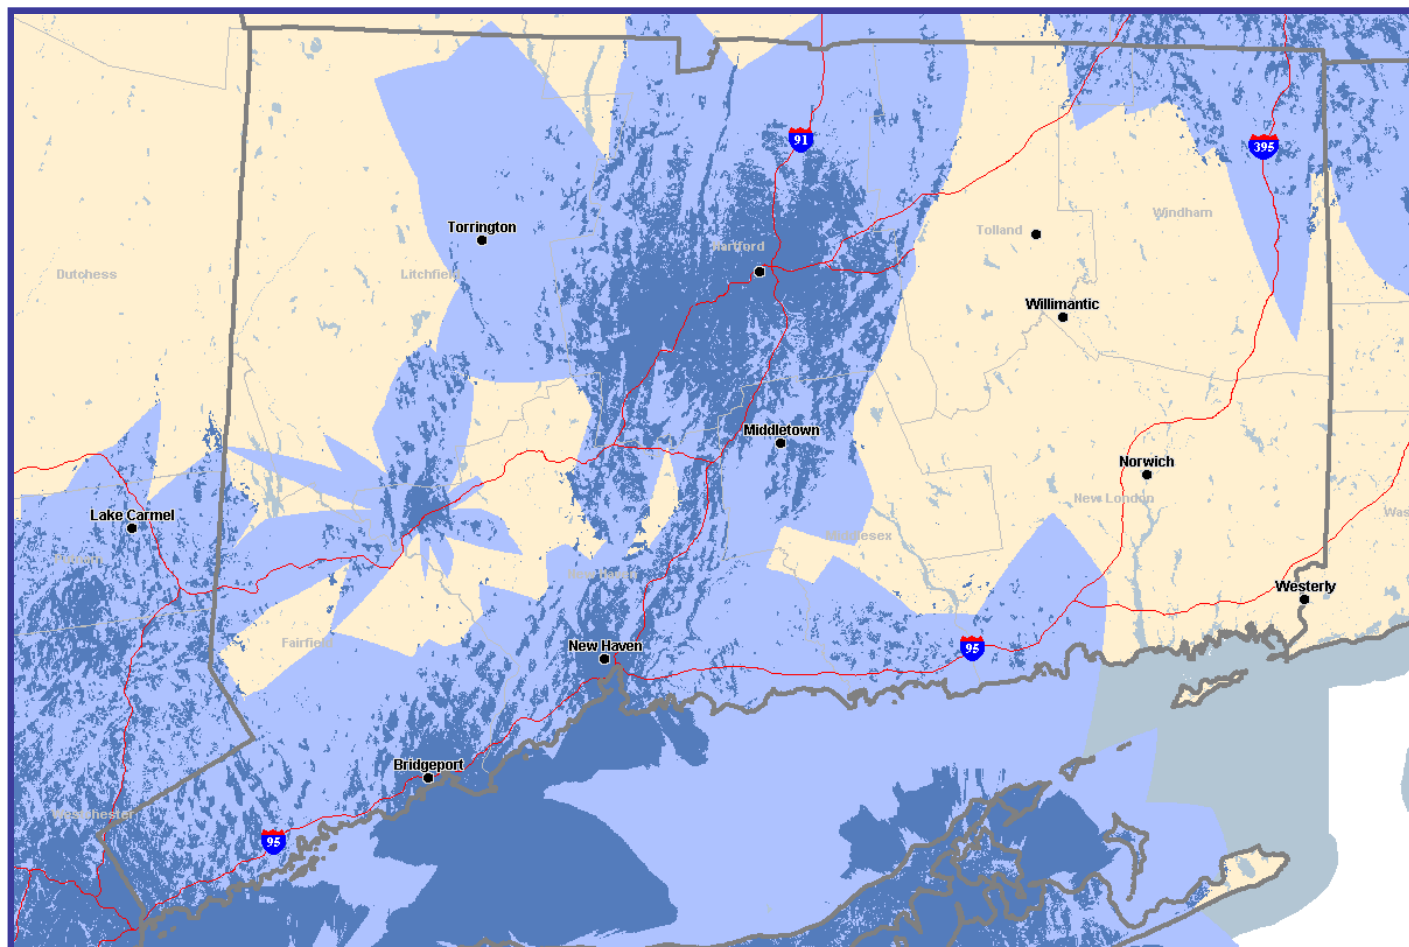 91
395
Torrington
Hartford
Tolland
Windham
Dutchess
Litchfield
Willimantic
Middletown
Norwich
New London
Lake Carmel
Middlesex
Westerly
Fairfield
New Haven
95
Bridgeport
Westchester
95